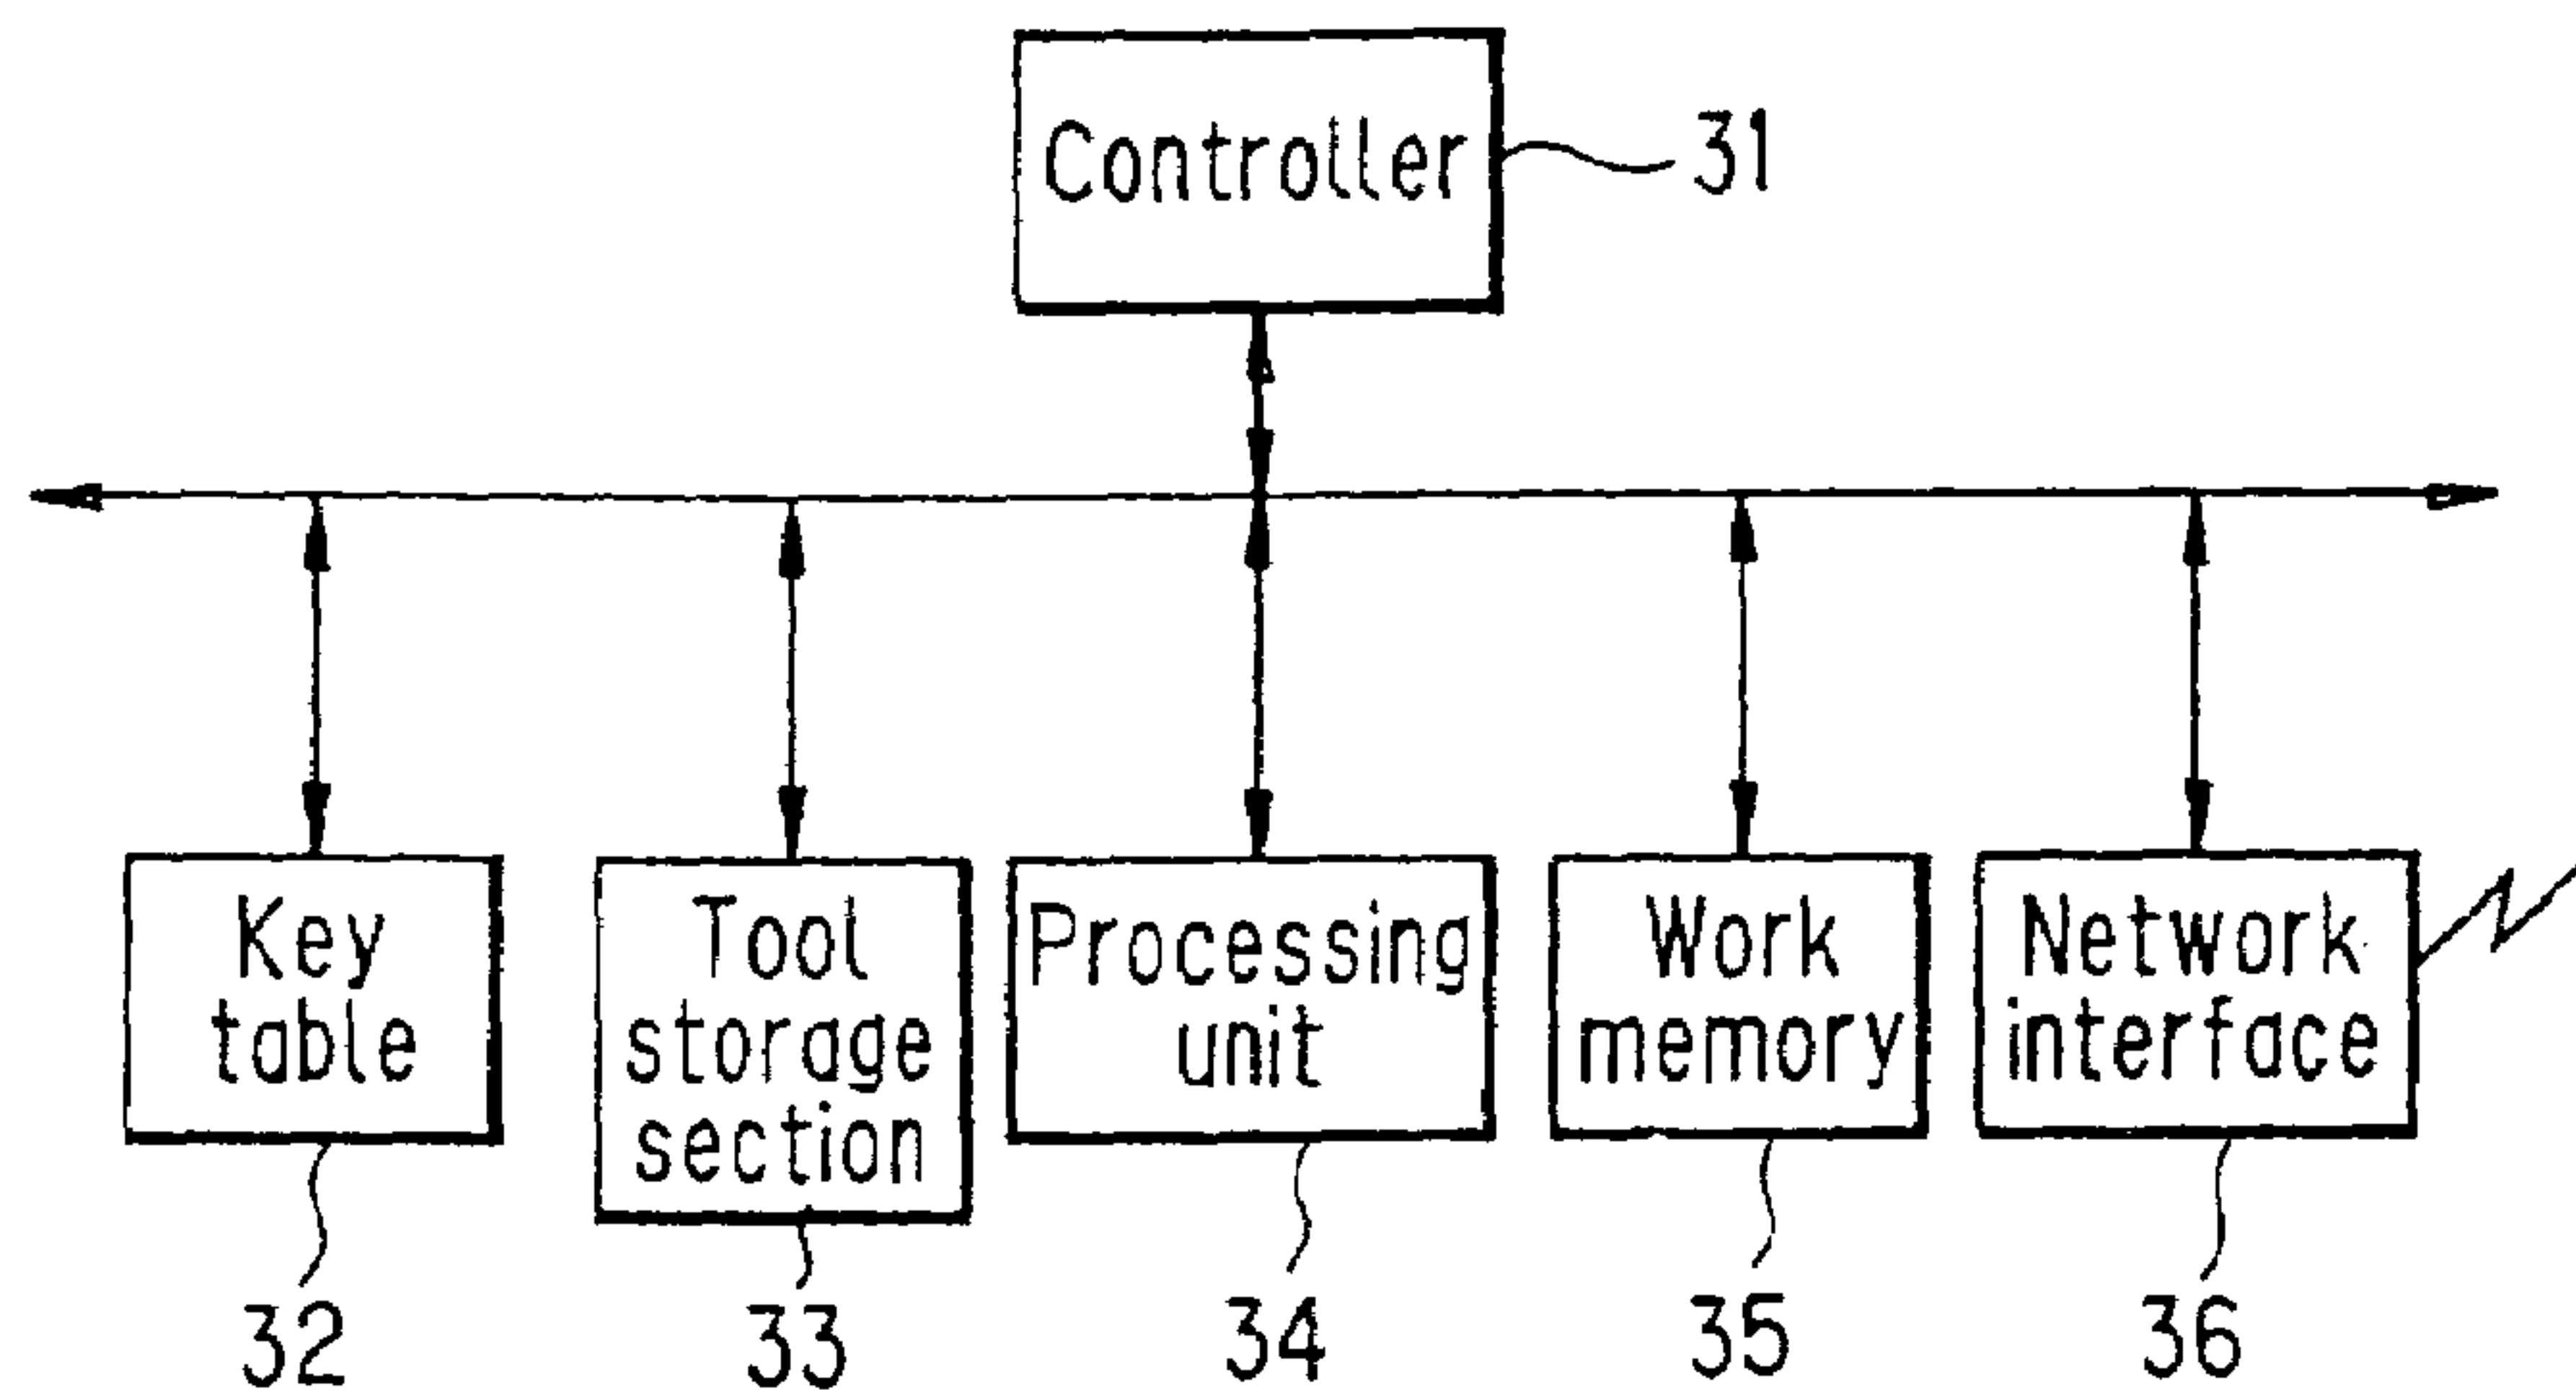 Controller
31
Key
table
Tool
storage
section
Processing
unit
Work
memory
Network
interface
32
33
34
35
36